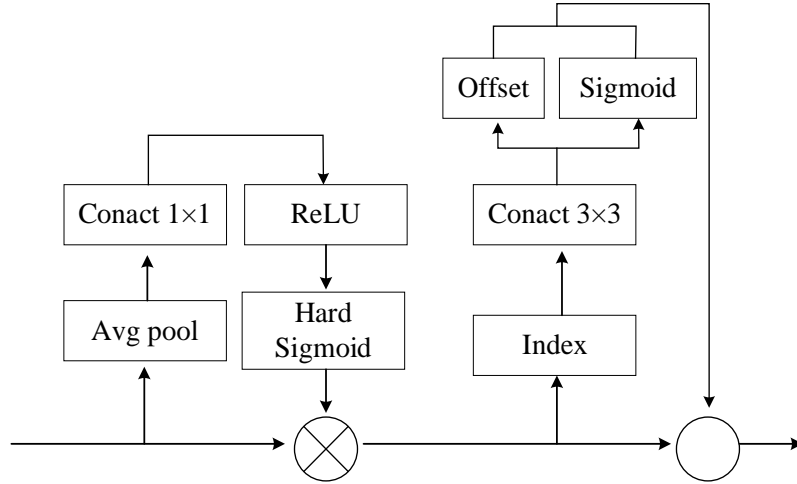 Offset
Sigmoid
Conact 1×1
ReLU
Conact 3×3
Avg pool
Hard
Sigmoid
Index